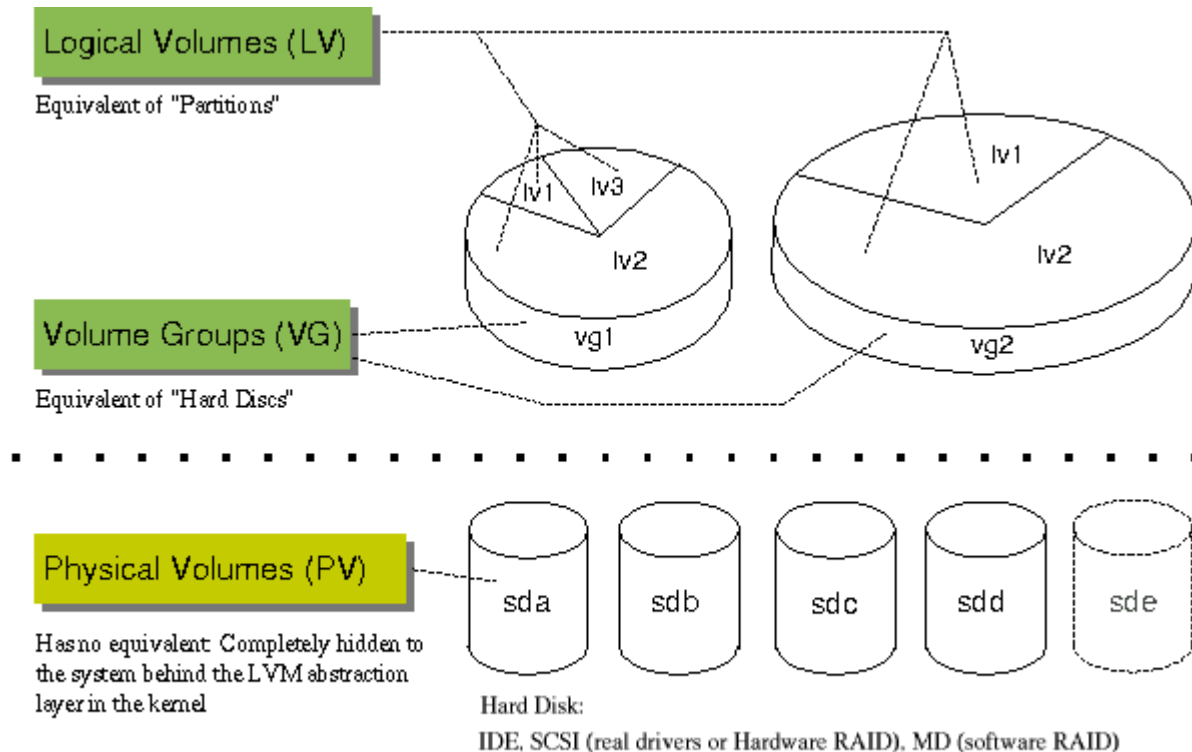 Logical Volumes (LV)
Equivalent of "Partitions"
lv1
lv3
lv2
vg1
lv1
lv2
vg2
Volume Groups (VG)
Equivalent of "Hard Discs"
Physical Volumes (PV)
Has no equivalent: Completely hidden to
the system behind the LVM abstraction
layer in the kernel
sda
sdb
sdc
sdd
sde
Hard Disk:
IDE, SCSI (real drivers or Hardware RAID), MD (software RAID)